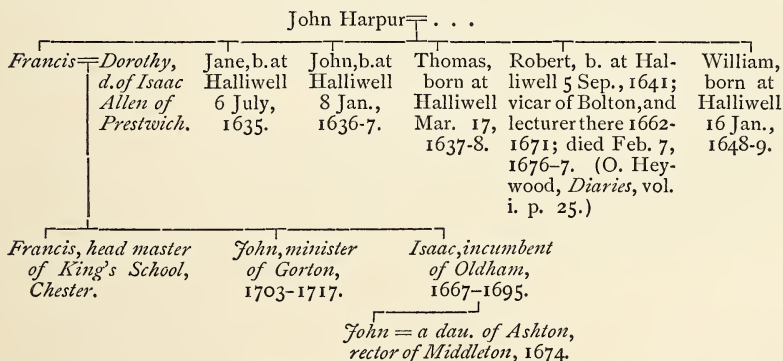 John Harpur = . . .
Francis = Dorothy,
d. of Isaac
Allen of
Prestwich.
Jane, b. at
Halliwell
6 July,
1635.
John, b. at
Halliwell
8 Jan.,
1636-7.
Thomas,
born at
Halliwell
Mar. 17,
1637-8.
Robert, b. at Hal-
liwell 5 Sep., 1641;
vicar of Bolton, and
lecturer there 1662-
1671; died Feb. 7,
1676–7. (O. Hey-
wood, Diaries, vol.
i. p. 25.)
William,
born at
Halliwell
16 Jan.,
1648-9.
Francis, head master
of King's School,
Chester.
John, minister
of Gorton,
1703-1717.
Isaac, incumbent
of Oldham,
1667–1695.
John = a dau. of Ashton,
rector of Middleton, 1674.